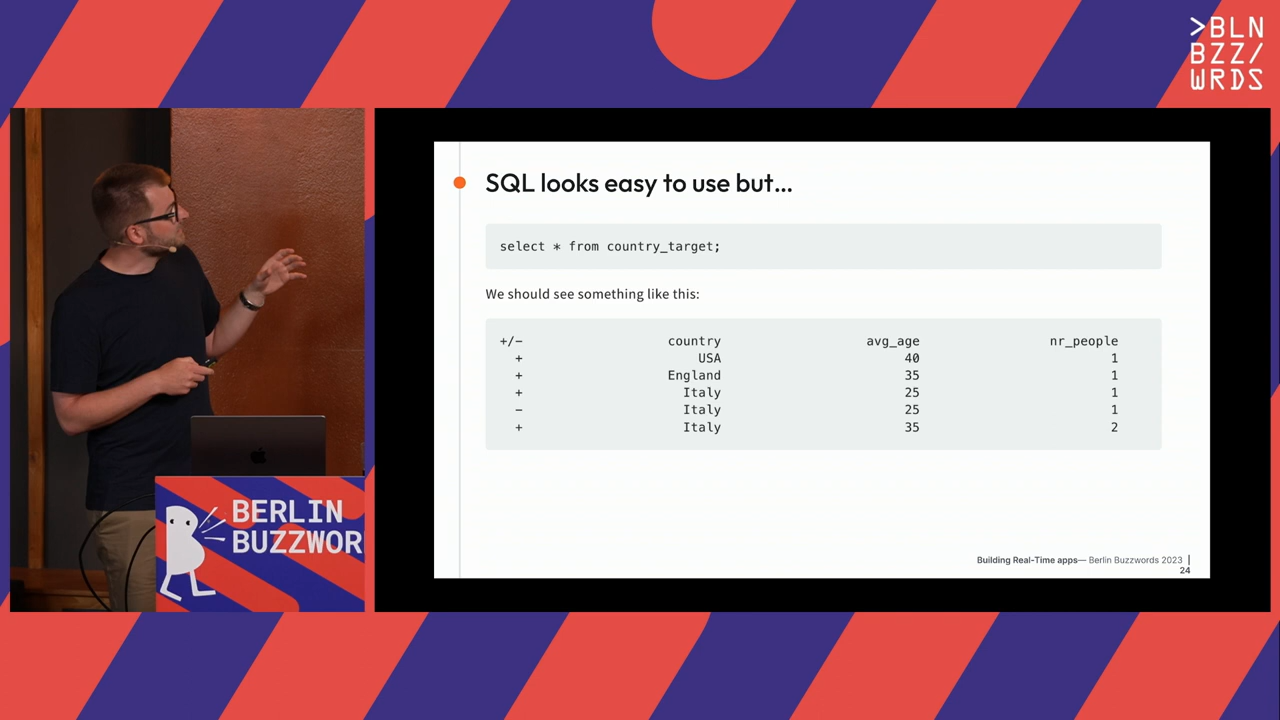 >BLN
BZZ/
WRDS
SQL looks easy to use but...
select * from country_target;
We should see something like this:
+/- country avg_age nr_people
+ USA 40 1
+ England 35 1
+ Italy 25 1
- Italy 25 1
+ Italy 35 2
Building Real-Time apps— Berlin Buzzwords 2023 |
24
BERLIN
BUZZWOR